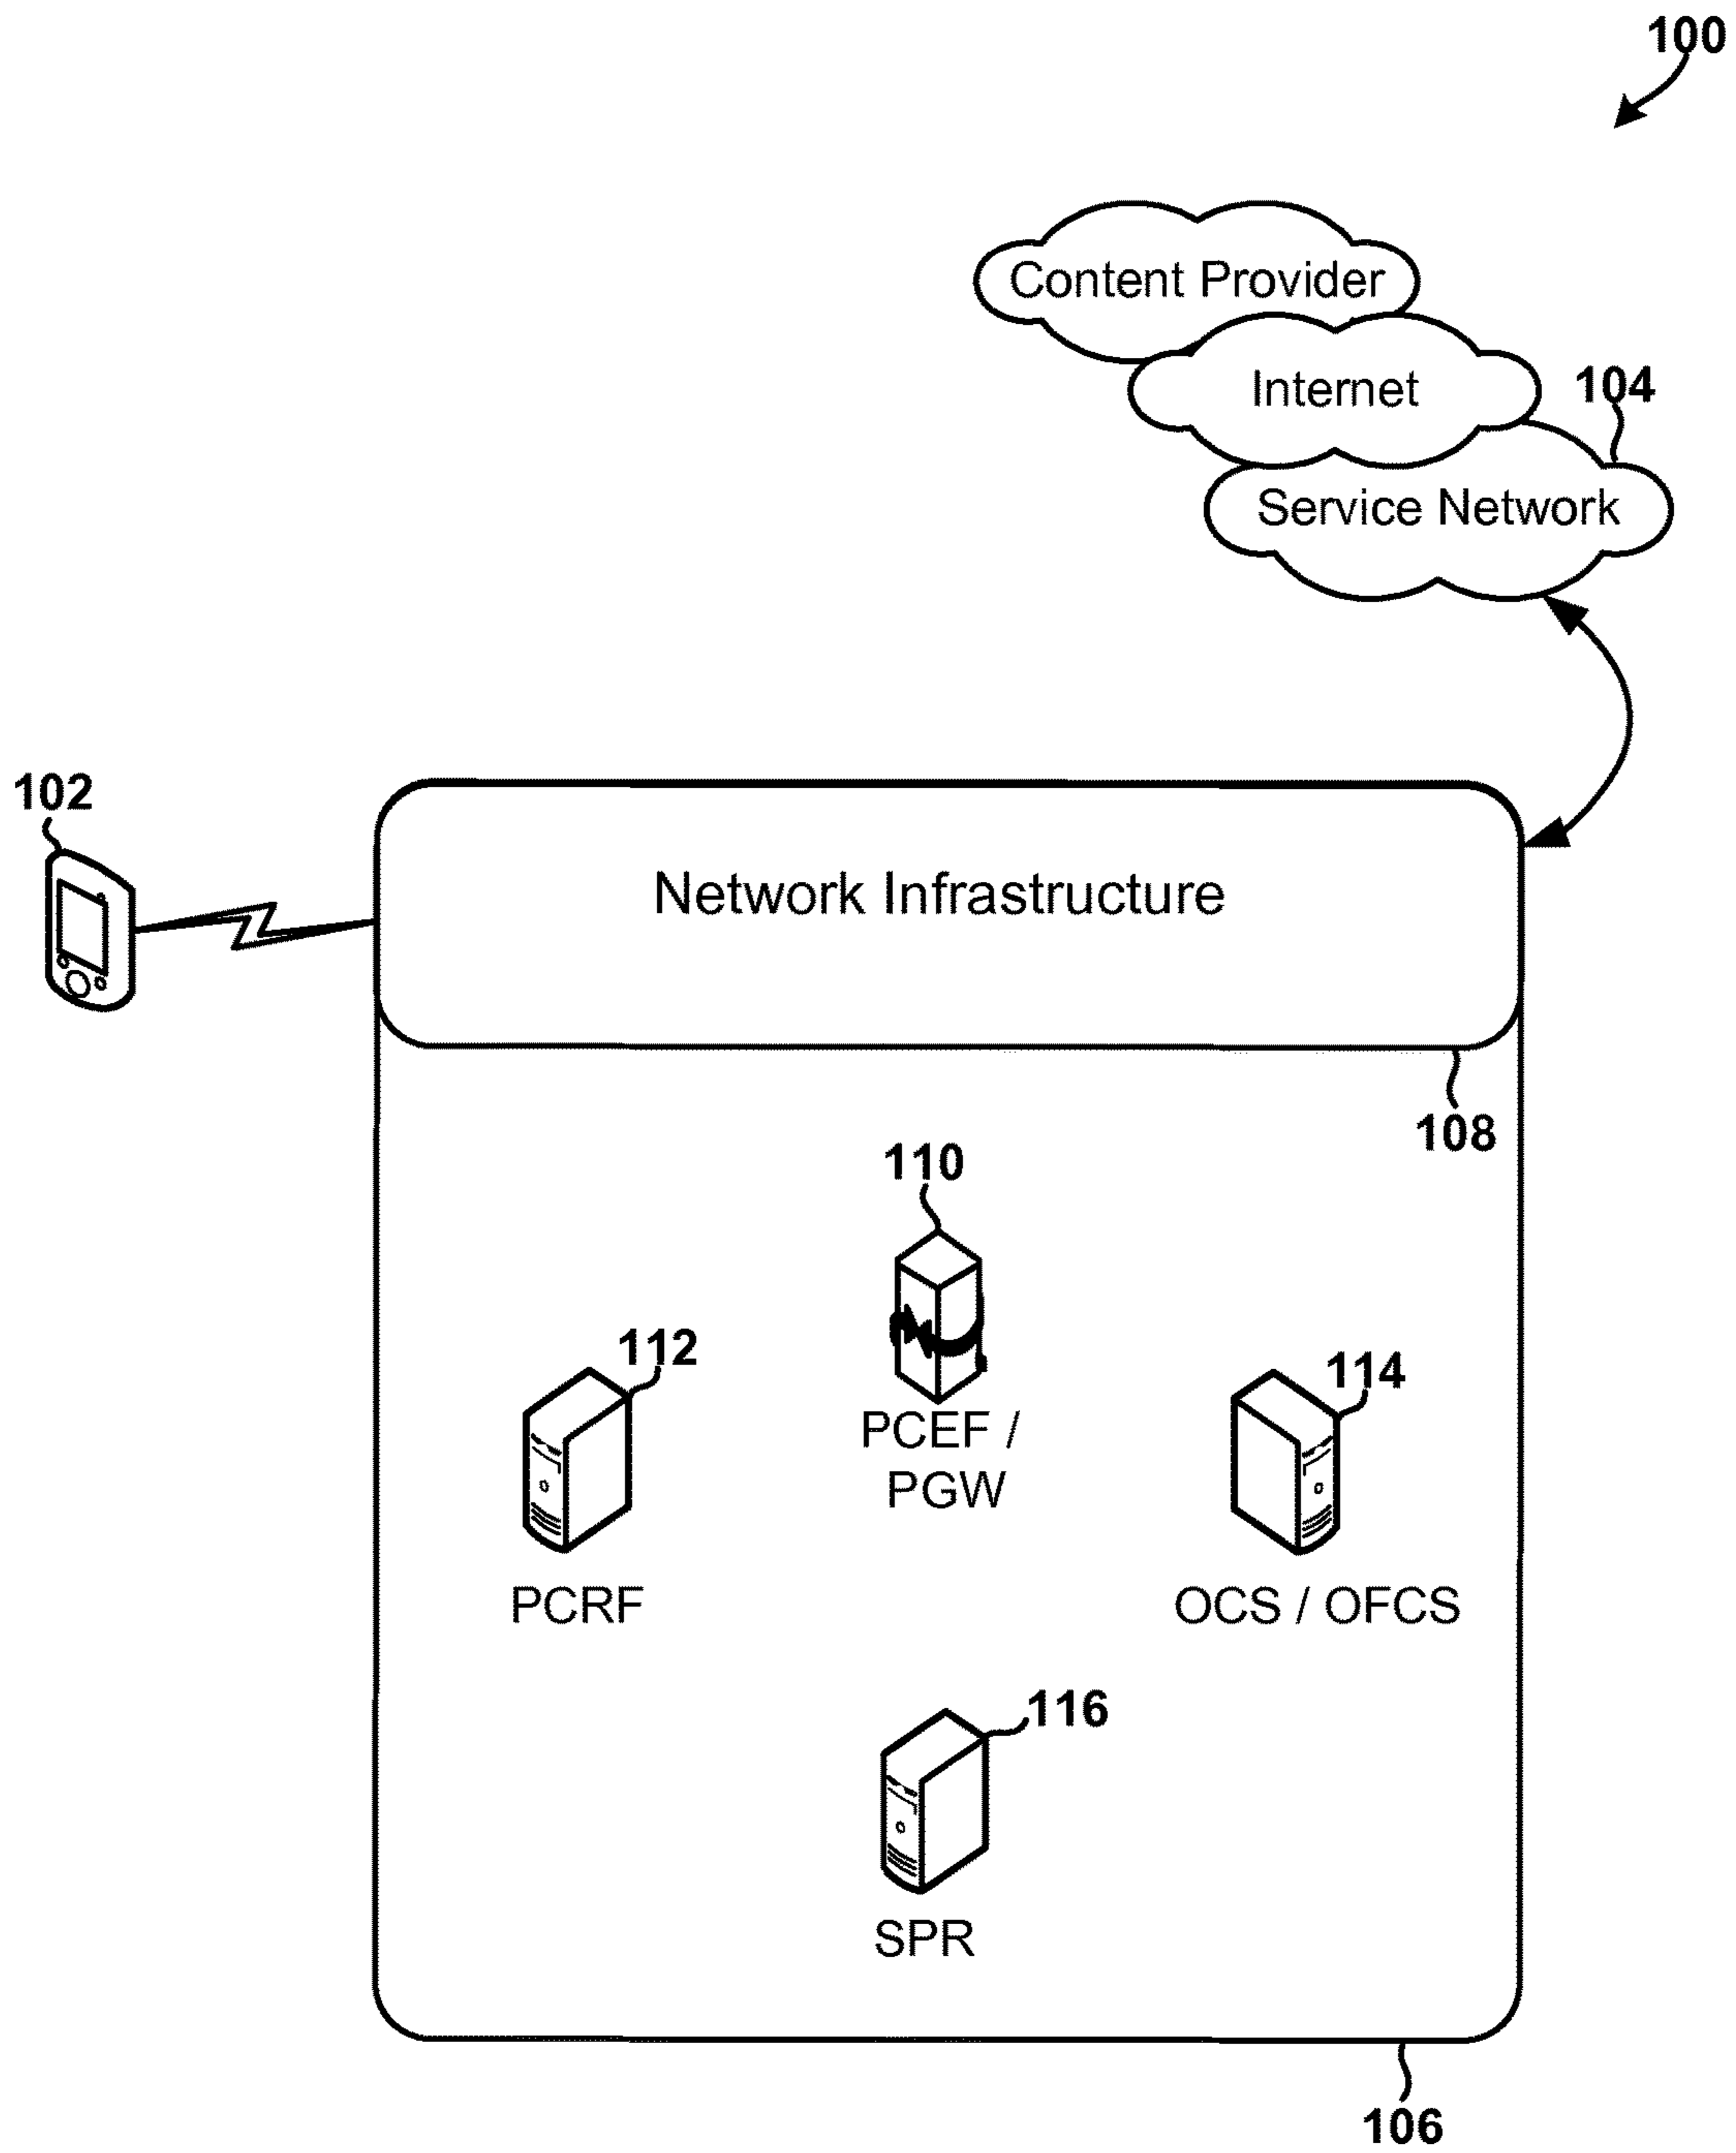 100
Content Provider
Internet
104
Service Network
102
Network Infrastructure
108
110
112
114
PCEF /
PGW
PCRF
OCS / OFCS
116
SPR
106